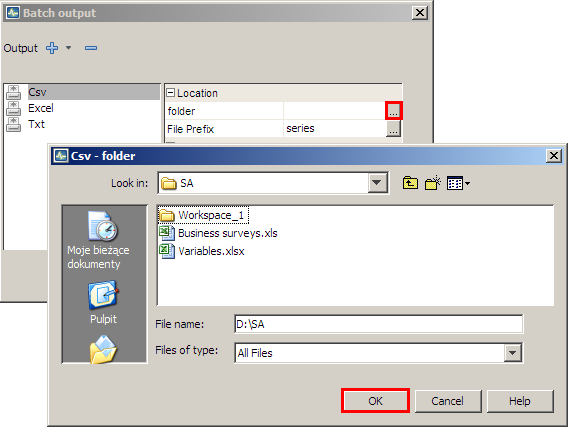 Batch output
Output
Csv
Excel
Txt
Location
folder ...
File Prefix series ...
Csv - folder
Look in: SA
Moje bieżące dokumenty
Pulpit
Workspace_1
Business surveys.xls
Variables.xlsx
File name: D:\SA
Files of type: All Files
OK Cancel Help